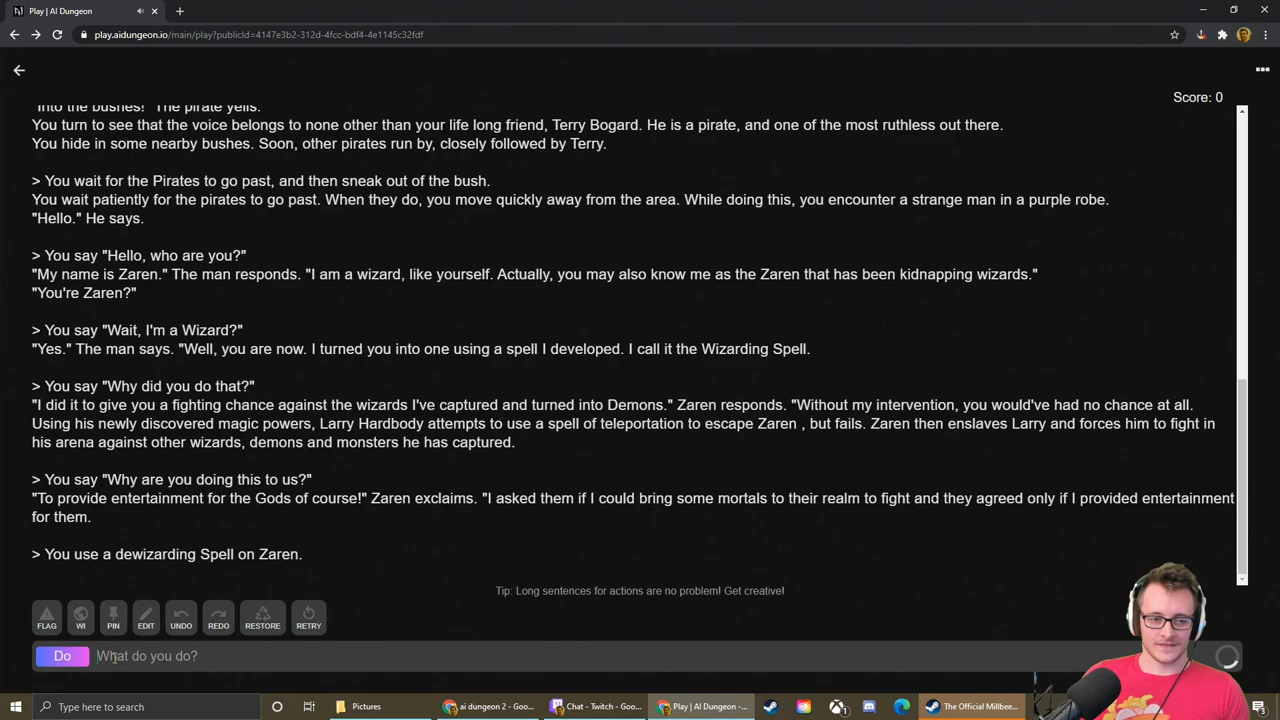 Play | AI Dungeon
play.aidungeon.io/main/play?publicId=4147e3b2-312d-4fcc-bdf4-4e1145c32fdf
Score: 0
"Into the bushes!" The pirate yells.
You turn to see that the voice belongs to none other than your life long friend, Terry Bogard. He is a pirate, and one of the most ruthless out there.
You hide in some nearby bushes. Soon, other pirates run by, closely followed by Terry.
> You wait for the Pirates to go past, and then sneak out of the bush.
You wait patiently for the pirates to go past. When they do, you move quickly away from the area. While doing this, you encounter a strange man in a purple robe.
"Hello." He says.
> You say "Hello, who are you?"
"My name is Zaren." The man responds. "I am a wizard, like yourself. Actually, you may also know me as the Zaren that has been kidnapping wizards."
"You're Zaren?"
> You say "Wait, I'm a Wizard?"
"Yes." The man says. "Well, you are now. I turned you into one using a spell I developed. I call it the Wizarding Spell.
> You say "Why did you do that?"
"I did it to give you a fighting chance against the wizards I've captured and turned into Demons." Zaren responds. "Without my intervention, you would've had no chance at all.
Using his newly discovered magic powers, Larry Hardbody attempts to use a spell of teleportation to escape Zaren , but fails. Zaren then enslaves Larry and forces him to fight in
his arena against other wizards, demons and monsters he has captured.
> You say "Why are you doing this to us?"
"To provide entertainment for the Gods of course!" Zaren exclaims. "I asked them if I could bring some mortals to their realm to fight and they agreed only if I provided entertainment
for them.
> You use a dewizarding Spell on Zaren.
Tip: Long sentences for actions are no problem! Get creative!
FLAG WI PIN EDIT UNDO REDO RESTORE RETRY
Do What do you do?
Type here to search Pictures ai dungeon 2 - Goo... Chat - Twitch - Goo... Play | AI Dungeon -... The Official Millbee...